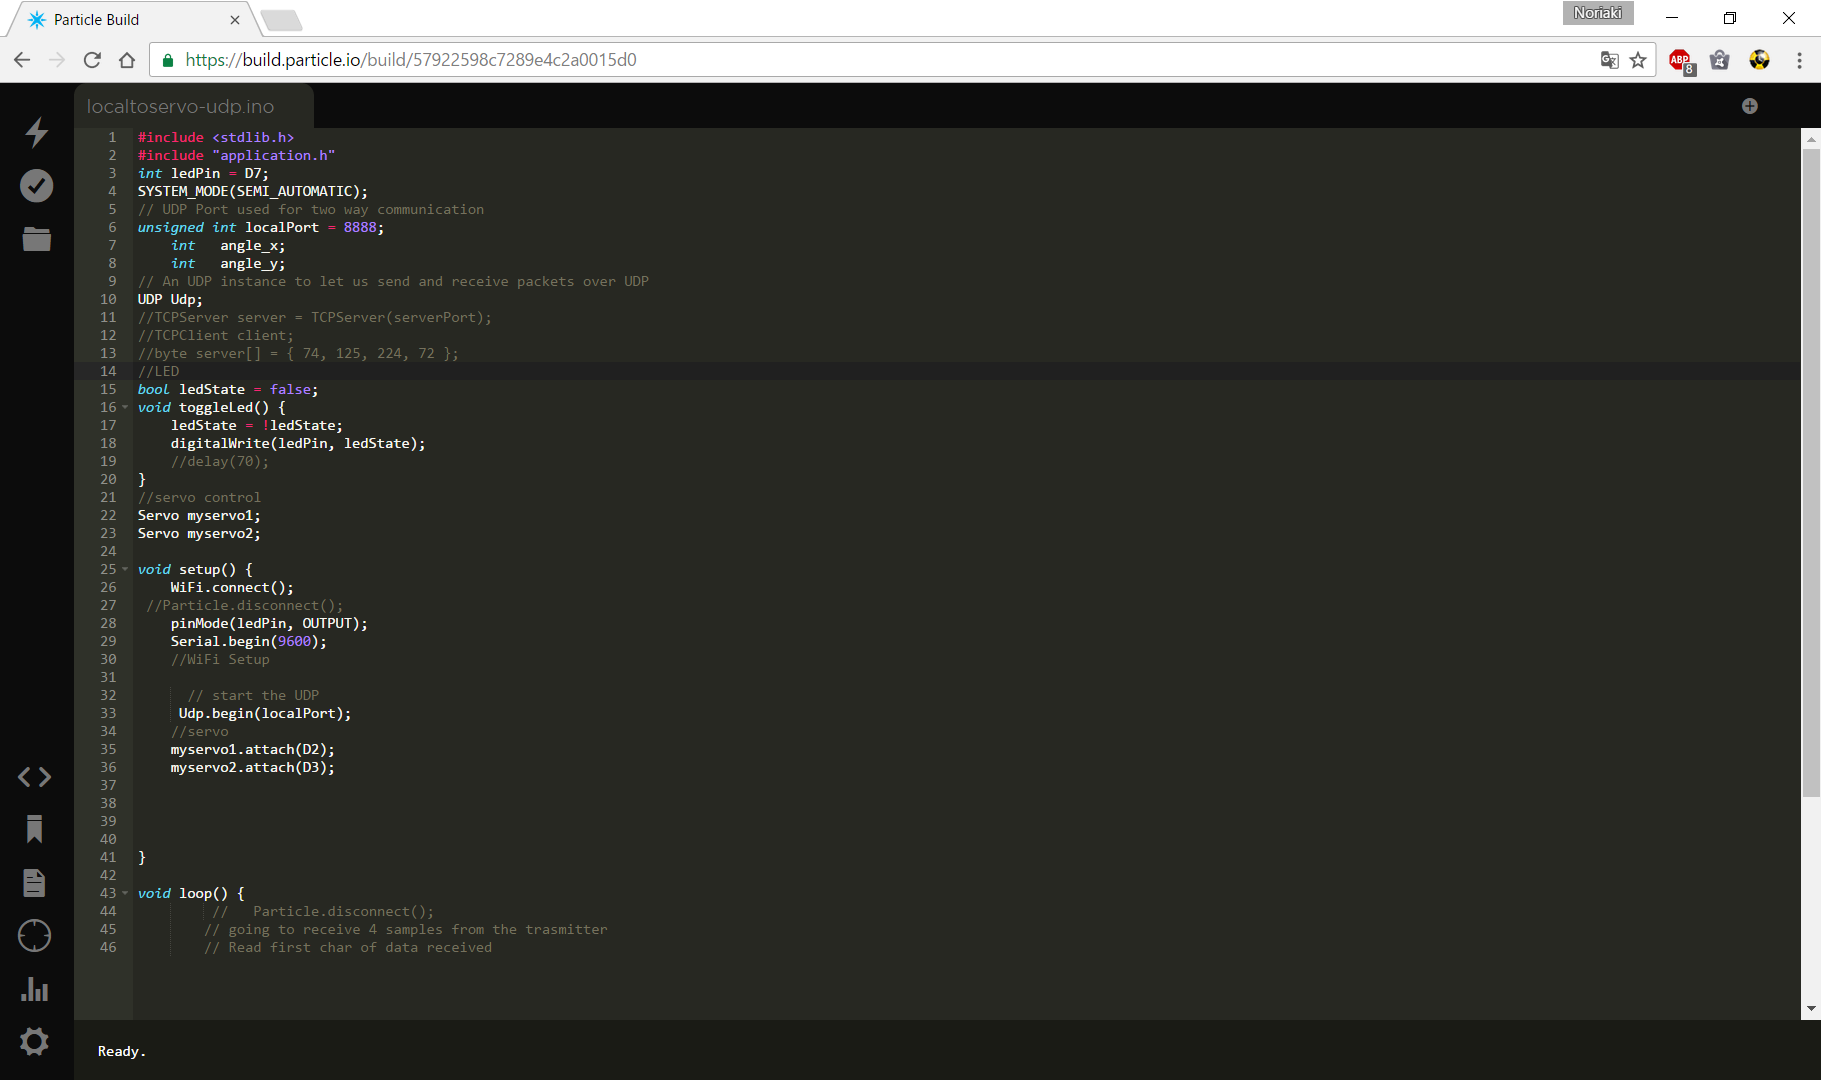 Particle Build
Noriaki
https://build.particle.io/build/57922598c7289e4c2a0015d0
ABP
8
localtoservo-udp.ino
1 #include <stdlib.h>
2 #include "application.h"
3 int ledPin = D7;
4 SYSTEM_MODE(SEMI_AUTOMATIC);
5 // UDP Port used for two way communication
6 unsigned int localPort = 8888;
7     int   angle_x;
8     int   angle_y;
9 // An UDP instance to let us send and receive packets over UDP
10 UDP Udp;
11 //TCPServer server = TCPServer(serverPort);
12 //TCPClient client;
13 //byte server[] = { 74, 125, 224, 72 };
14 //LED
15 bool ledState = false;
16 void toggleLed() {
17     ledState = !ledState;
18     digitalWrite(ledPin, ledState);
19     //delay(70);
20 }
21 //servo control
22 Servo myservo1;
23 Servo myservo2;
24
25 void setup() {
26     WiFi.connect();
27  //Particle.disconnect();
28     pinMode(ledPin, OUTPUT);
29     Serial.begin(9600);
30     //WiFi Setup
31
32       // start the UDP
33      Udp.begin(localPort);
34     //servo
35     myservo1.attach(D2);
36     myservo2.attach(D3);
37
38
39
40
41 }
42
43 void loop() {
44          //   Particle.disconnect();
45         // going to receive 4 samples from the trasmitter
46         // Read first char of data received
Ready.